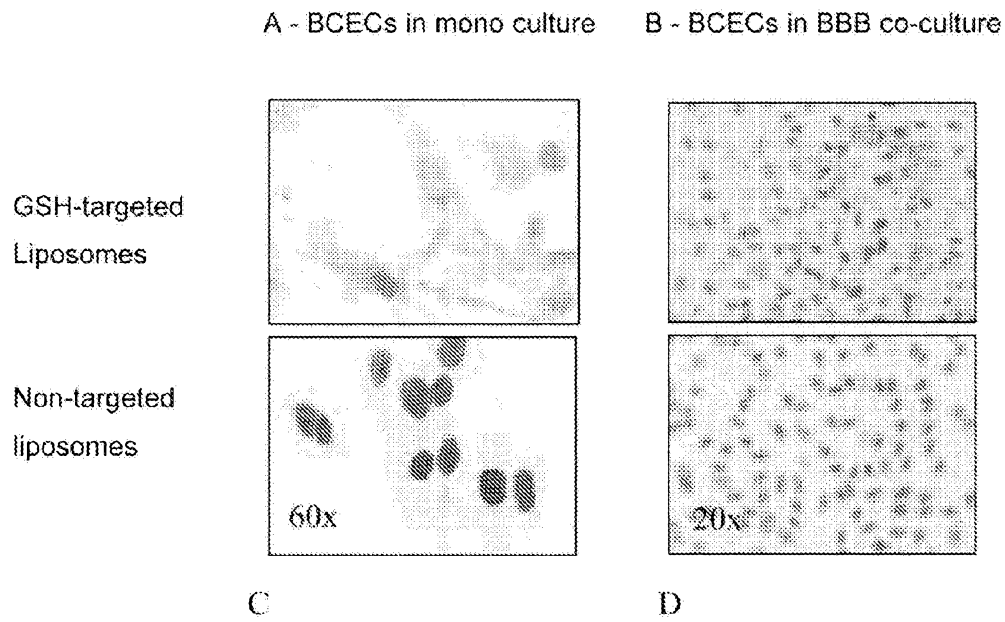 A - BCECs in mono culture
B - BCECs in BBB co-culture
GSH-targeted
Liposomes
Non-targeted
liposomes
60x
20x
C
D